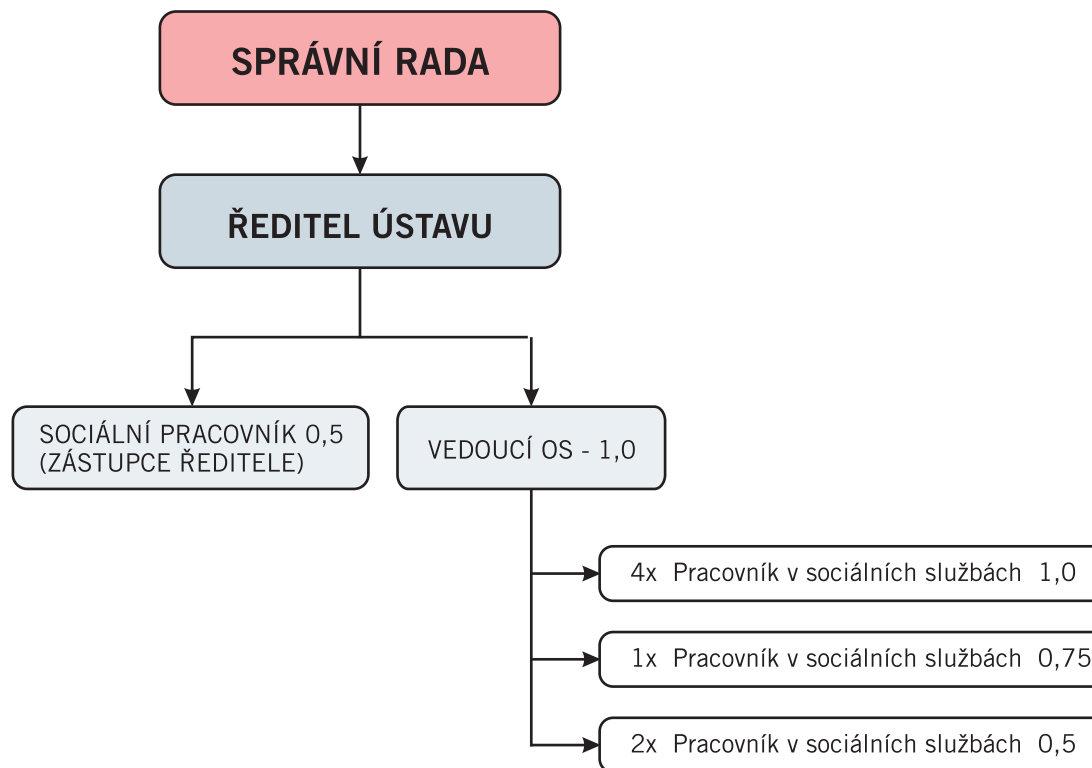 SPRÁVNÍ RADA
ŘEDITEL ÚSTAVU
SOCIÁLNÍ PRACOVNÍK 0,5
(ZÁSTUPCE ŘEDITELE)
VEDOUCÍ OS - 1,0
4x Pracovník v sociálních službách 1,0
1x Pracovník v sociálních službách 0,75
2x Pracovník v sociálních službách 0,5